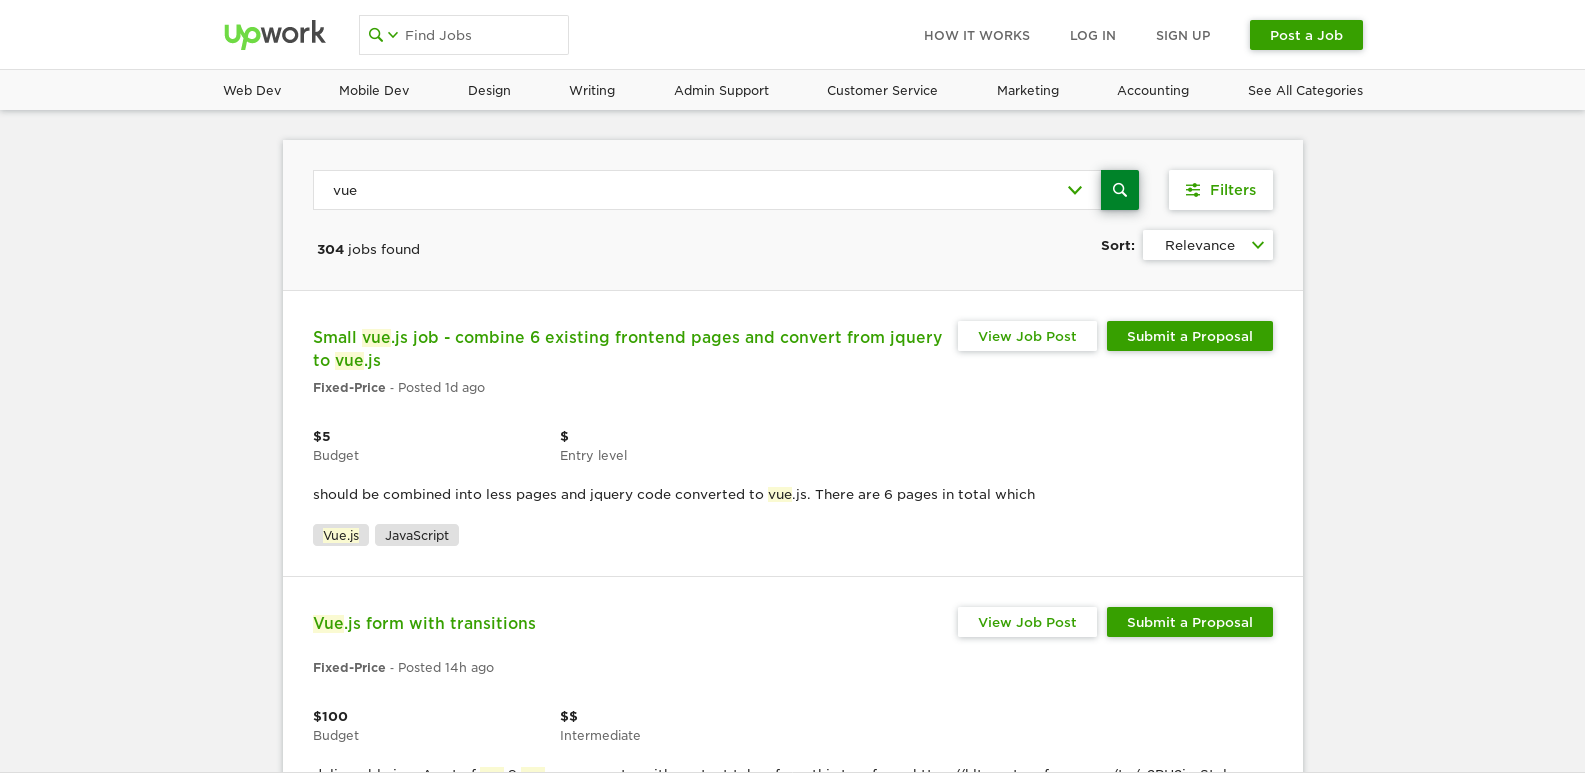 Upwork
Find Jobs
HOW IT WORKS
LOG IN
SIGN UP
Post a Job
Web Dev
Mobile Dev
Design
Writing
Admin Support
Customer Service
Marketing
Accounting
See All Categories
vue
Filters
304 jobs found
Sort:
Relevance
Small vue.js job - combine 6 existing frontend pages and convert from jquery
to vue.js
View Job Post
Submit a Proposal
Fixed-Price - Posted 1d ago
$5
$
Budget
Entry level
should be combined into less pages and jquery code converted to vue.js. There are 6 pages in total which
Vue.js
JavaScript
Vue.js form with transitions
View Job Post
Submit a Proposal
Fixed-Price - Posted 14h ago
$100
$$
Budget
Intermediate